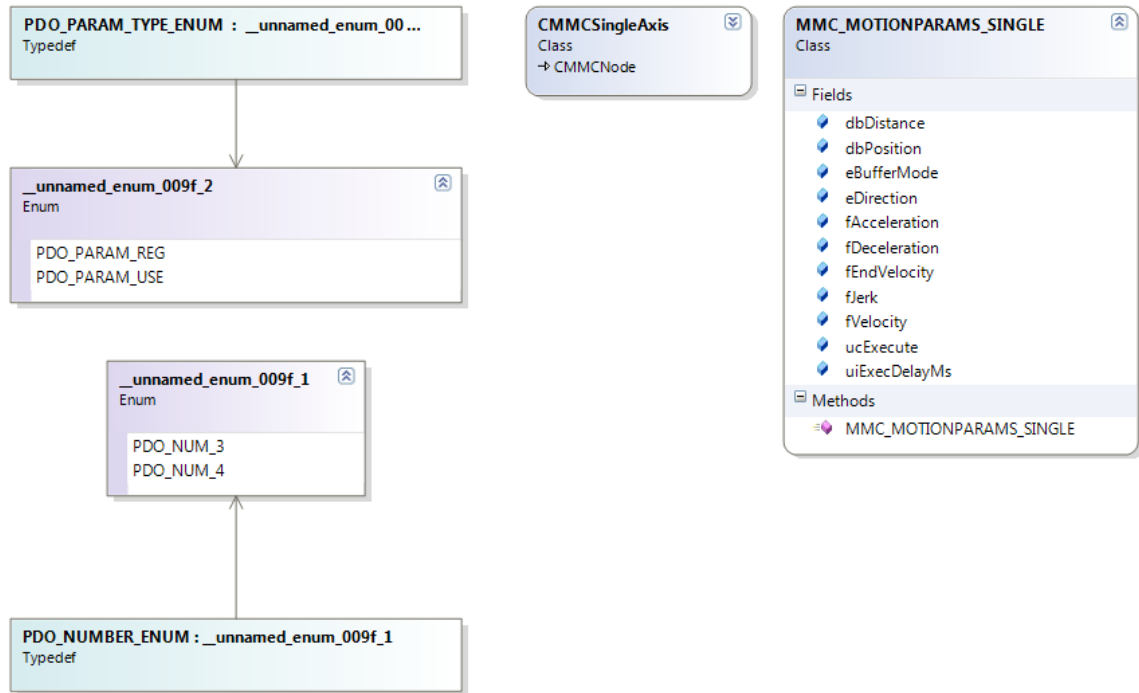 PDO_PARAM_TYPE_ENUM : __unnamed_enum_00 ...
Typedef
__unnamed_enum_009f_2
Enum
PDO_PARAM_REG
PDO_PARAM_USE
__unnamed_enum_009f_1
Enum
PDO_NUM_3
PDO_NUM_4
PDO_NUMBER_ENUM : __unnamed_enum_009f_1
Typedef
CMMCSingleAxis
Class
CMMCNode
MMC_MOTIONPARAMS_SINGLE
Class
Fields
dbDistance
dbPosition
eBufferMode
eDirection
fAcceleration
fDeceleration
fEndVelocity
fJerk
fVelocity
ucExecute
uiExecDelayMs
Methods
MMC_MOTIONPARAMS_SINGLE